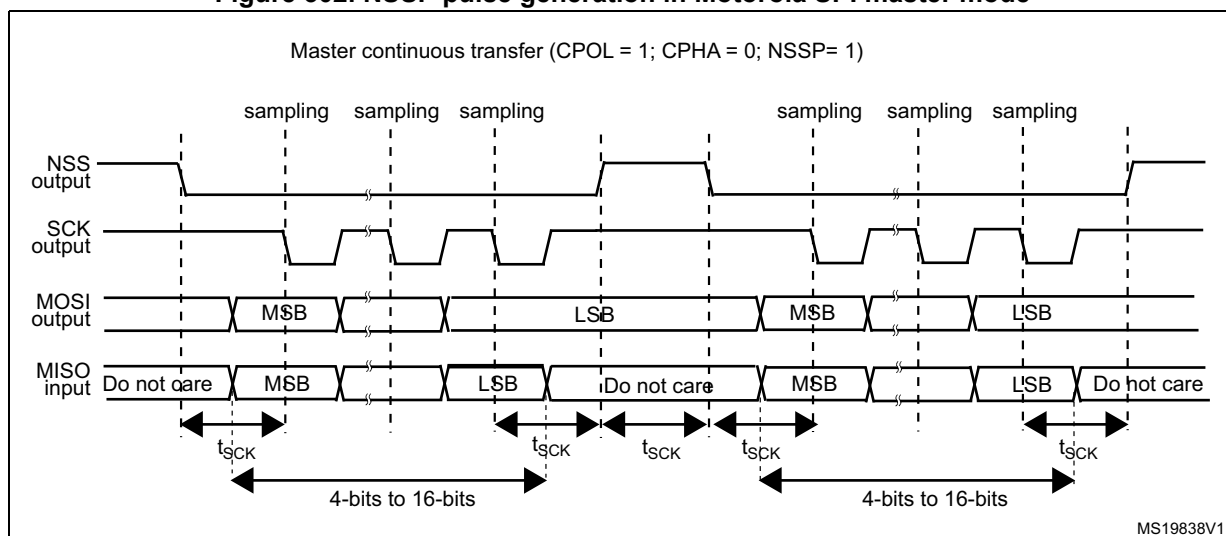 Master continuous transfer (CPOL = 1; CPHA = 0; NSSP= 1)
sampling sampling sampling sampling sampling sampling
NSS
output
SCK
output
MOSI
output
MSB LSB MSB LSB
MISO
input
Do not care MSB LSB Do not care MSB LSB Do not care
tSCK tSCK tSCK tSCK tSCK
4-bits to 16-bits 4-bits to 16-bits
MS19838V1